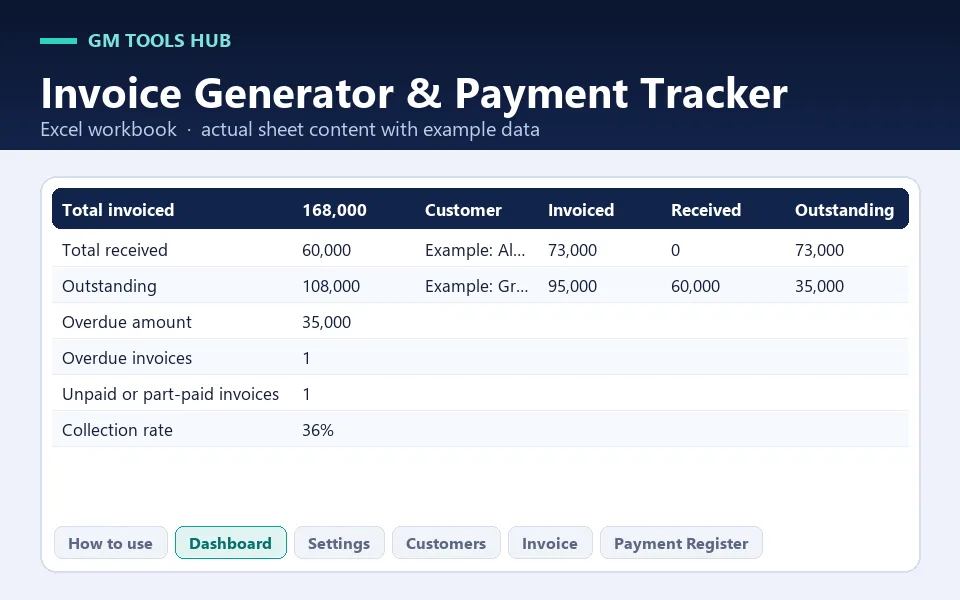 GM TOOLS HUB
Invoice Generator & Payment Tracker
Excel workbook · actual sheet content with example data
Total invoiced 168,000 Customer Invoiced Received Outstanding
Total received 60,000 Example: Al... 73,000 0 73,000
Outstanding 108,000 Example: Gr... 95,000 60,000 35,000
Overdue amount 35,000
Overdue invoices 1
Unpaid or part-paid invoices 1
Collection rate 36%
How to use Dashboard Settings Customers Invoice Payment Register